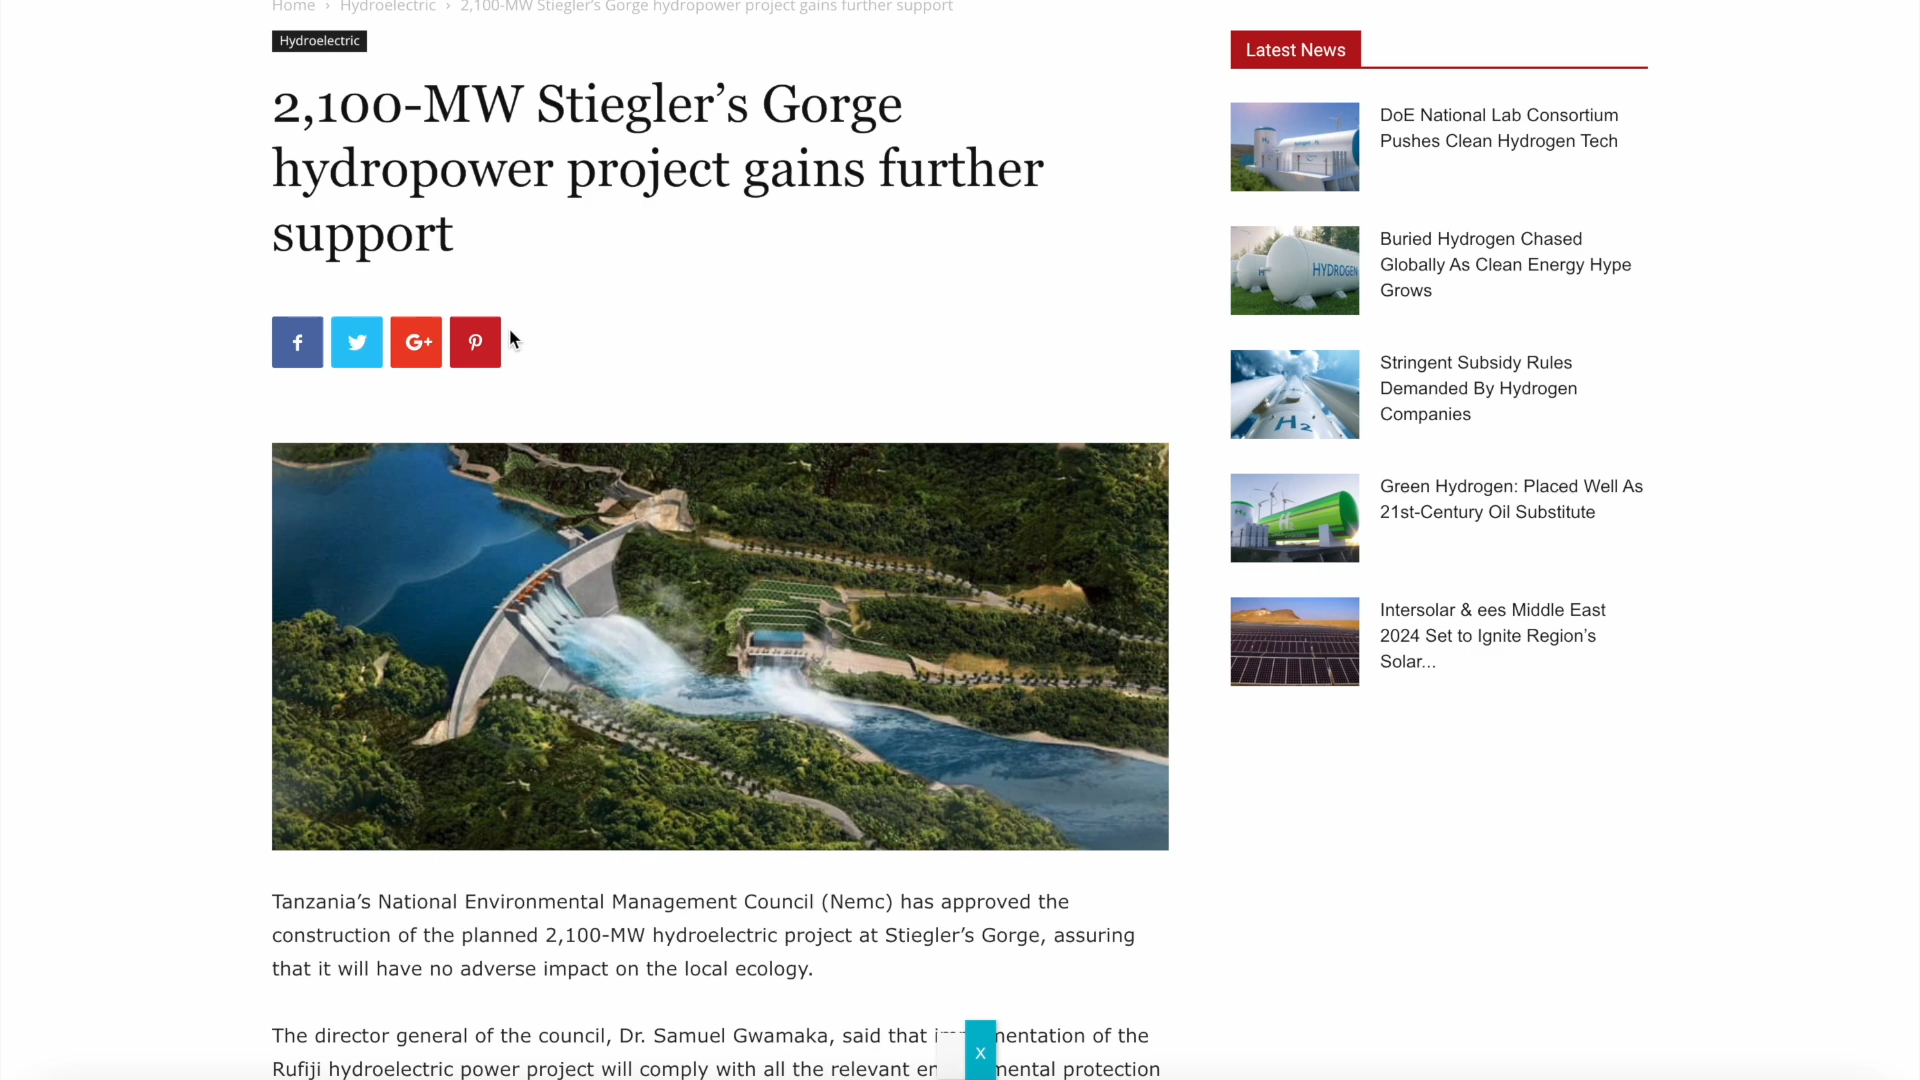 Home › Hydroelectric › 2,100-MW Stiegler’s Gorge hydropower project gains further support
Hydroelectric
2,100-MW Stiegler’s Gorge
hydropower project gains further
support
f
G+
Tanzania’s National Environmental Management Council (Nemc) has approved the
construction of the planned 2,100-MW hydroelectric project at Stiegler’s Gorge, assuring
that it will have no adverse impact on the local ecology.
The director general of the council, Dr. Samuel Gwamaka, said that mentation of the
Rufiji hydroelectric power project will comply with all the relevant en mental protection
X
Latest News
DoE National Lab Consortium
Pushes Clean Hydrogen Tech
HYDROGEN
Buried Hydrogen Chased
Globally As Clean Energy Hype
Grows
H2
Stringent Subsidy Rules
Demanded By Hydrogen
Companies
H2
Green Hydrogen: Placed Well As
21st-Century Oil Substitute
Intersolar & ees Middle East
2024 Set to Ignite Region’s
Solar...